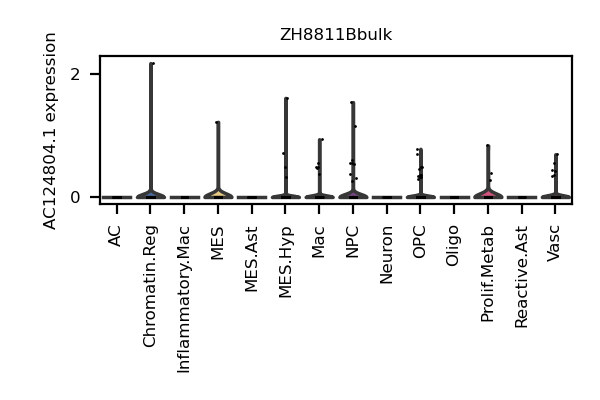 ZH8811Bbulk
AC124804.1 expression
2
0
AC
Chromatin.Reg
Inflammatory.Mac
MES
MES.Ast
MES.Hyp
Mac
NPC
Neuron
OPC
Oligo
Prolif.Metab
Reactive.Ast
Vasc